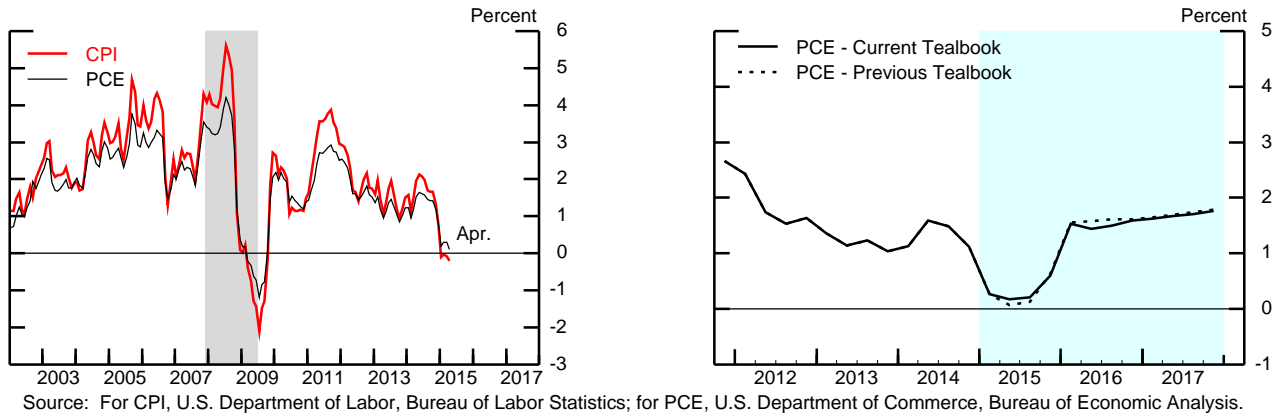 Percent
6
5
4
3
2
1
0
-1
-2
-3
CPI
PCE
Apr.
2003 2005 2007 2009 2011 2013 2015 2017
Percent
5
4
3
2
1
0
-1
PCE - Current Tealbook
PCE - Previous Tealbook
2012 2013 2014 2015 2016 2017
Source: For CPI, U.S. Department of Labor, Bureau of Labor Statistics; for PCE, U.S. Department of Commerce, Bureau of Economic Analysis.